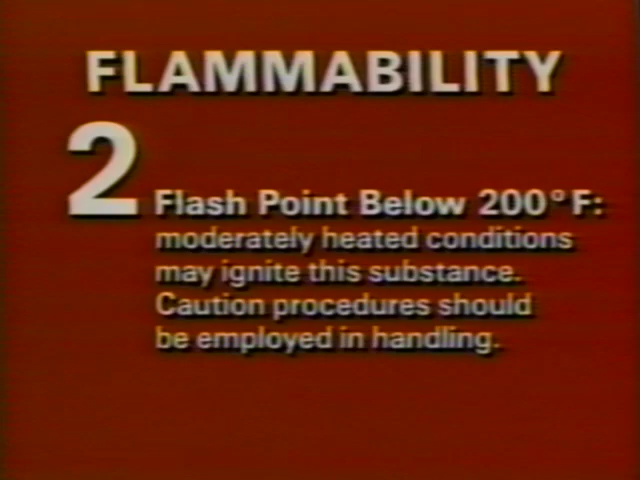 FLAMMABILITY
2
Flash Point Below 200°F:
moderately heated conditions
may ignite this substance.
Caution procedures should
be employed in handling.